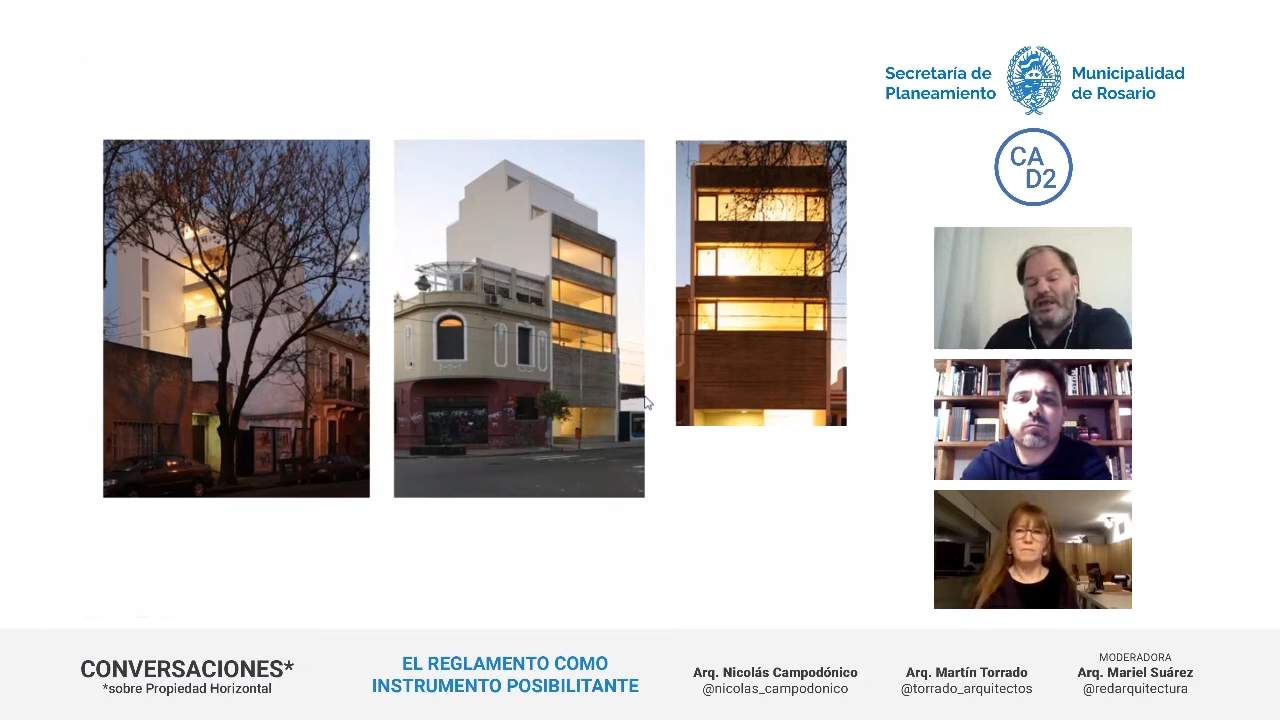 Secretaría de
Planeamiento
Municipalidad
de Rosario
CA
D2
CONVERSACIONES*
*sobre Propiedad Horizontal
EL REGLAMENTO COMO
INSTRUMENTO POSIBILITANTE
Arq. Nicolás Campodónico
@nicolas_campodonico
Arq. Martín Torrado
@torrado_arquitectos
MODERADORA
Arq. Mariel Suárez
@redarquitectura